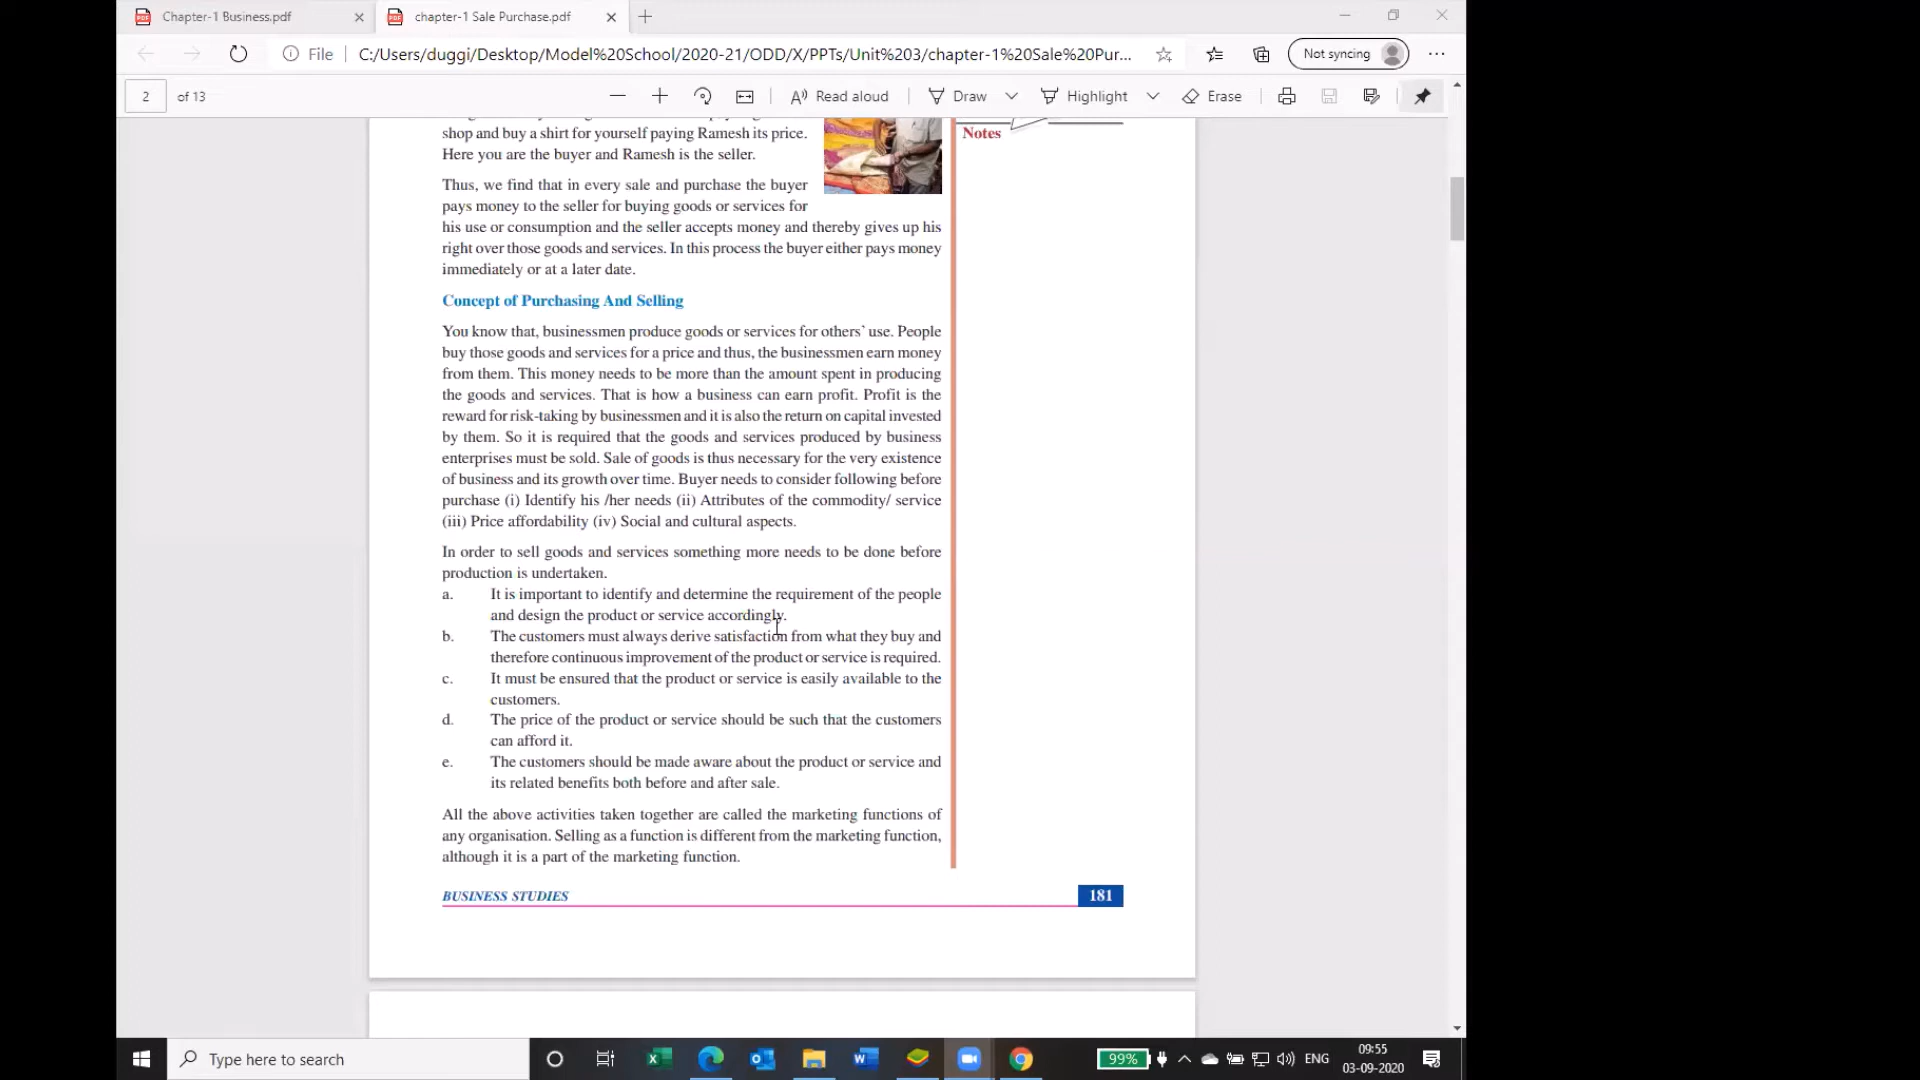 Chapter-1 Business.pdf
chapter-1 Sale Purchase.pdf
File
C:/Users/duggi/Desktop/Model%20School/2020-21/ODD/X/PPTs/Unit%203/chapter-1%20Sale%20Pur...
Not syncing
2
of 13
Read aloud
Draw
Highlight
Erase
shop and buy a shirt for yourself paying Ramesh its price.
Here you are the buyer and Ramesh is the seller.
Notes
Thus, we find that in every sale and purchase the buyer
pays money to the seller for buying goods or services for
his use or consumption and the seller accepts money and thereby gives up his
right over those goods and services. In this process the buyer either pays money
immediately or at a later date.
Concept of Purchasing And Selling
You know that, businessmen produce goods or services for others’ use. People
buy those goods and services for a price and thus, the businessmen earn money
from them. This money needs to be more than the amount spent in producing
the goods and services. That is how a business can earn profit. Profit is the
reward for risk-taking by businessmen and it is also the return on capital invested
by them. So it is required that the goods and services produced by business
enterprises must be sold. Sale of goods is thus necessary for the very existence
of business and its growth over time. Buyer needs to consider following before
purchase (i) Identify his /her needs (ii) Attributes of the commodity/ service
(iii) Price affordability (iv) Social and cultural aspects.
In order to sell goods and services something more needs to be done before
production is undertaken.
a. It is important to identify and determine the requirement of the people
and design the product or service accordingly.
b. The customers must always derive satisfaction from what they buy and
therefore continuous improvement of the product or service is required.
c. It must be ensured that the product or service is easily available to the
customers.
d. The price of the product or service should be such that the customers
can afford it.
e. The customers should be made aware about the product or service and
its related benefits both before and after sale.
All the above activities taken together are called the marketing functions of
any organisation. Selling as a function is different from the marketing function,
although it is a part of the marketing function.
BUSINESS STUDIES
181
Type here to search
99%
ENG
09:55
03-09-2020